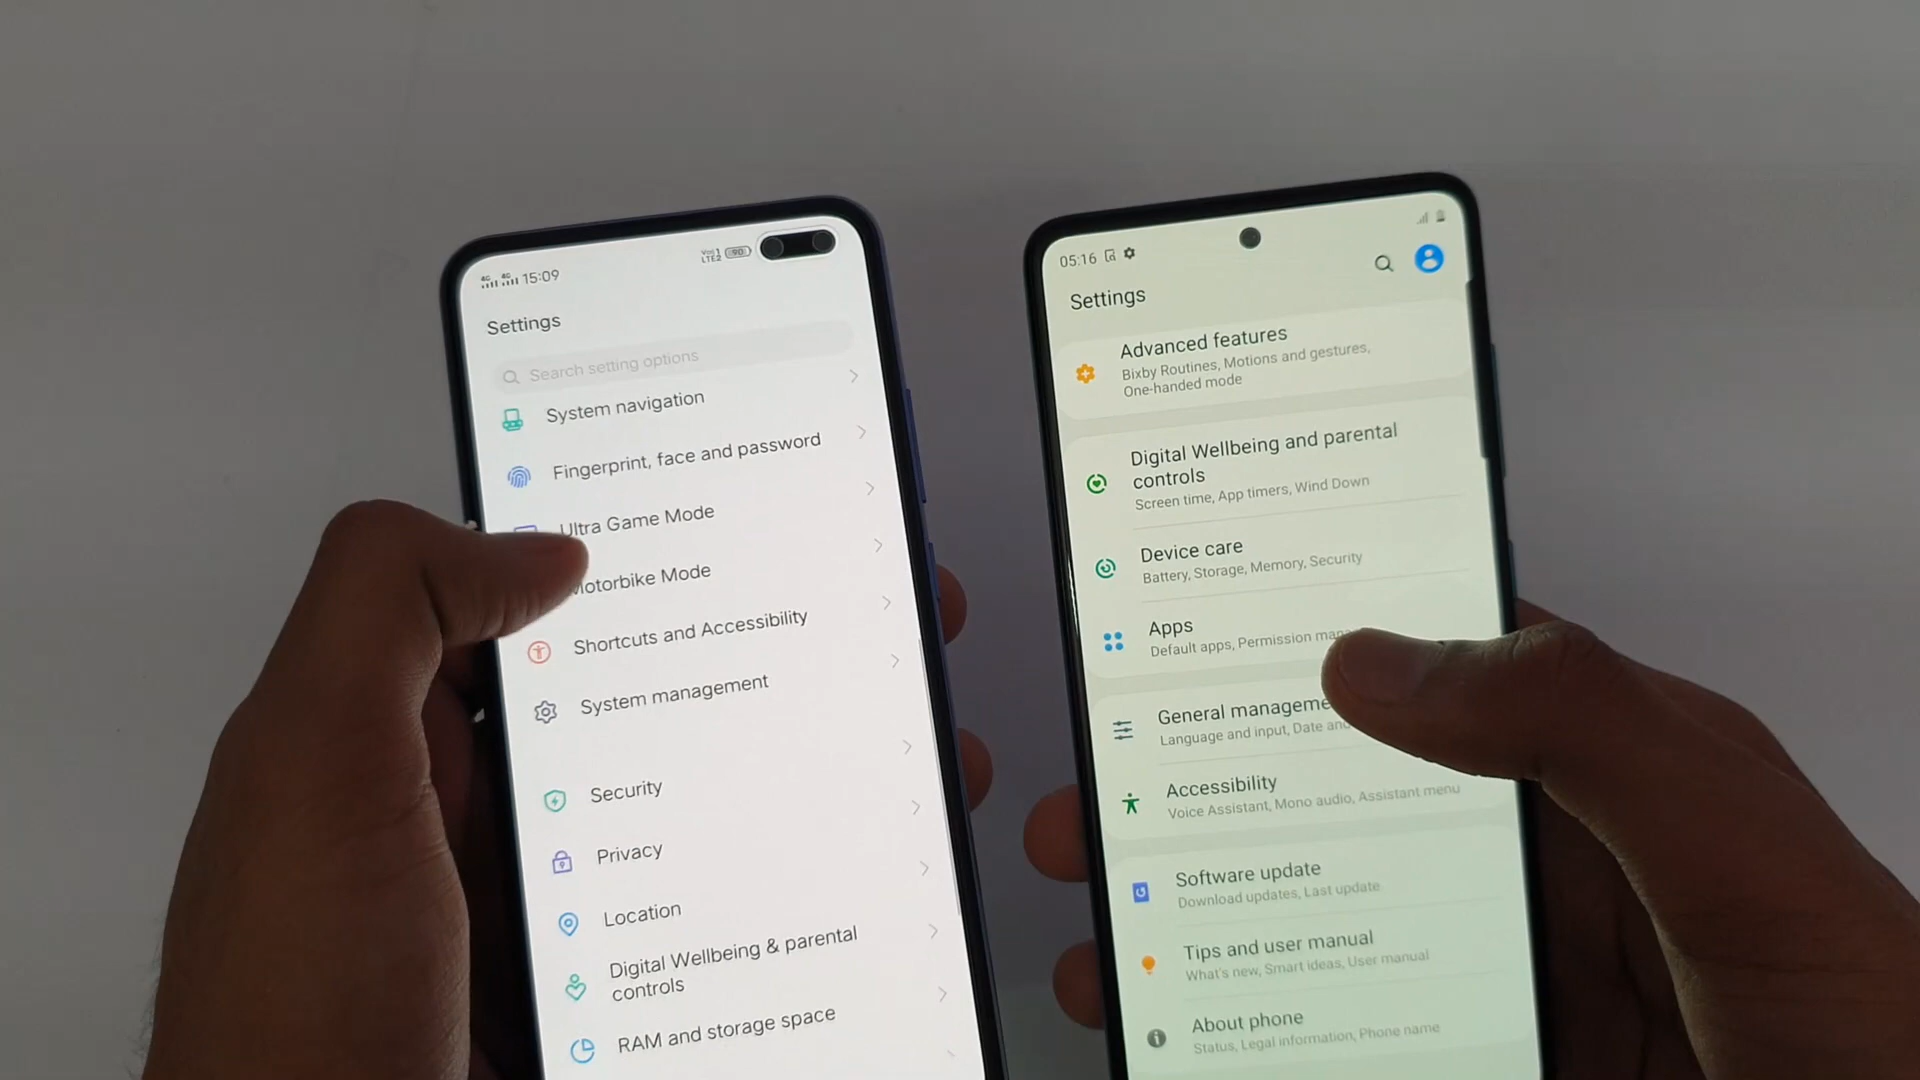 4G 4G 15:09
LTE2 90
Settings
Search setting options
System navigation
Fingerprint, face and password
Ultra Game Mode
Motorbike Mode
Shortcuts and Accessibility
System management
Security
Privacy
Location
Digital Wellbeing & parental
controls
RAM and storage space
05:16
Settings
Advanced features
Bixby Routines, Motions and gestures,
One-handed mode
Digital Wellbeing and parental
controls
Screen time, App timers, Wind Down
Device care
Battery, Storage, Memory, Security
Apps
Default apps, Permission
General
Language and input, Date
Accessibility
Voice Assistant, Mono audio, Assistant menu
Software update
Download updates, Last update
Tips and user manual
What's new, Smart ideas, User manual
About phone
Status, Legal information, Phone name